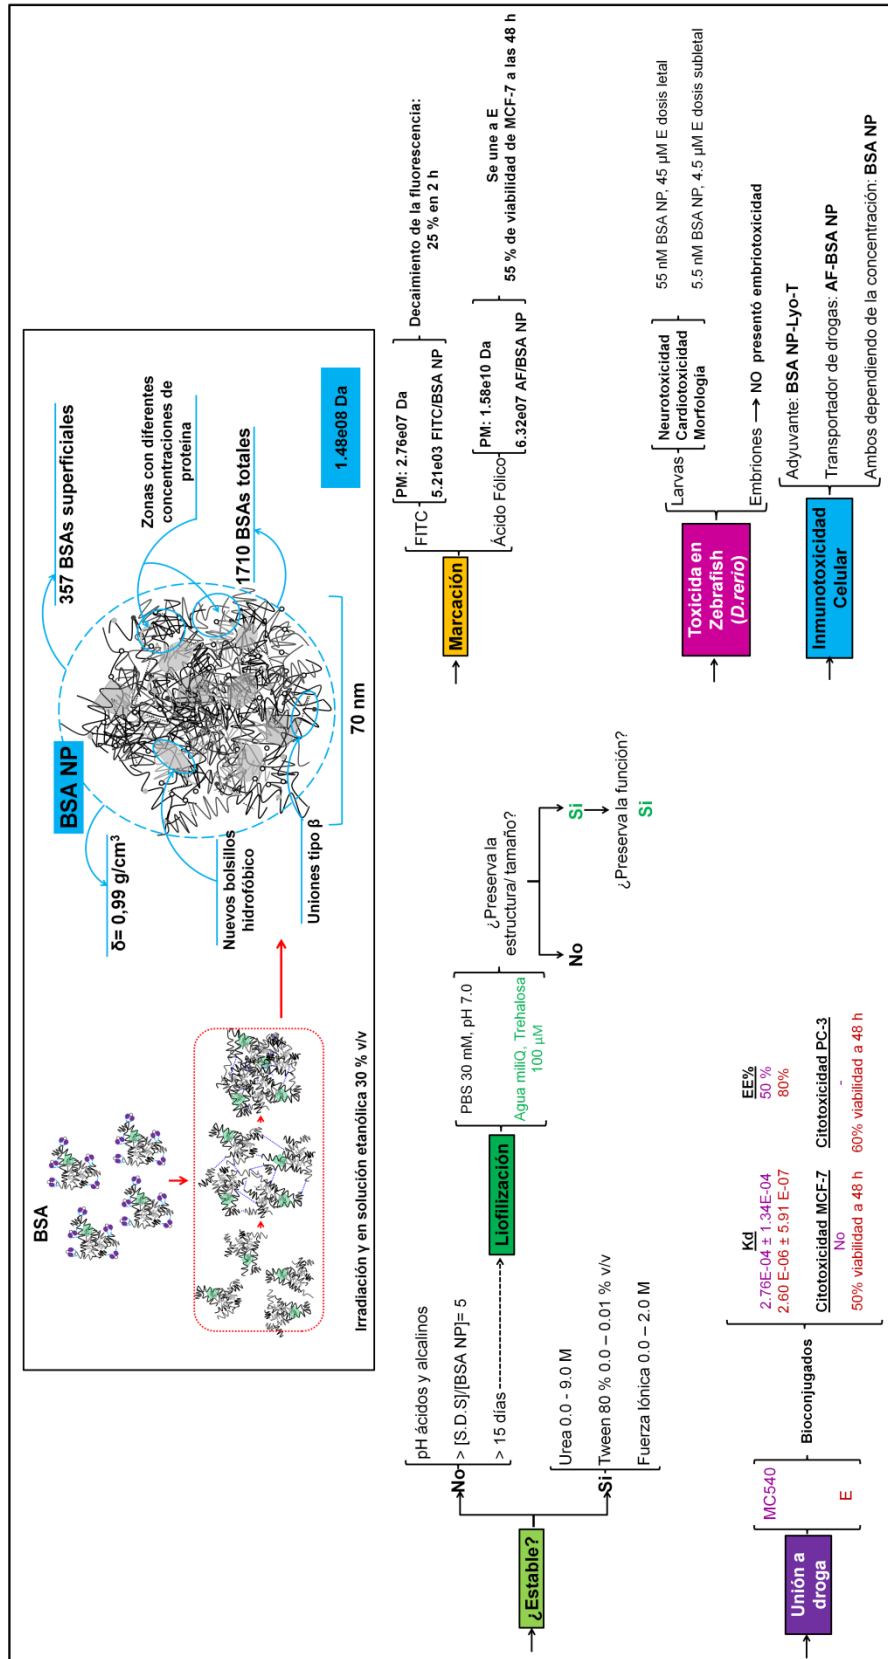 BSA
Irradiación y en solución etanólica 30 % v/v
BSA NP
δ= 0,99 g/cm³
Nuevos bolsillos
hidrofóbico
Uniones tipo β
70 nm
357 BSAs superficiales
Zonas con diferentes
concentraciones de
proteína
1710 BSAs totales
1.48e08 Da
¿Estable?
No
pH ácidos y alcalinos
> [S.D.S]/[BSA NP]= 5
> 15 días
Si
Urea 0.0 - 9.0 M
Tween 80 % 0.0 – 0.01 % v/v
Fuerza Iónica 0.0 – 2.0 M
Liofilización
PBS 30 mM, pH 7.0
Agua miliQ, Trehalosa
100 µM
¿Preserva la
estructura/ tamaño?
No
Si
¿Preserva la función?
Si
Marcación
FITC
PM: 2.76e07 Da
5.21e03 FITC/BSA NP
Decaimiento de la fluorescencia:
25 % en 2 h
Ácido Fólico
PM: 1.58e10 Da
6.32e07 AF/BSA NP
Se une a E
55 % de viabilidad de MCF-7 a las 48 h
Unión a
droga
MC540
E
Bioconjugados
Kd
2.76E-04 ± 1.34E-04
2.60 E-06 ± 5.91 E-07
EE%
50 %
80%
Citotoxicidad MCF-7
No
50% viabilidad a 48 h
Citotoxicidad PC-3
-
60% viabilidad a 48 h
Toxicida en
Zebrafish
(D.rerio)
Larvas
Neurotoxicidad
Cardiotoxicidad
Morfología
55 nM BSA NP, 45 µM E dosis letal
5.5 nM BSA NP, 4.5 µM E dosis subletal
Embriones
NO presentó embriotoxicidad
Inmunotoxicidad
Celular
Adyuvante: BSA NP-Lyo-T
Transportador de drogas: AF-BSA NP
Ambos dependiendo de la concentración: BSA NP